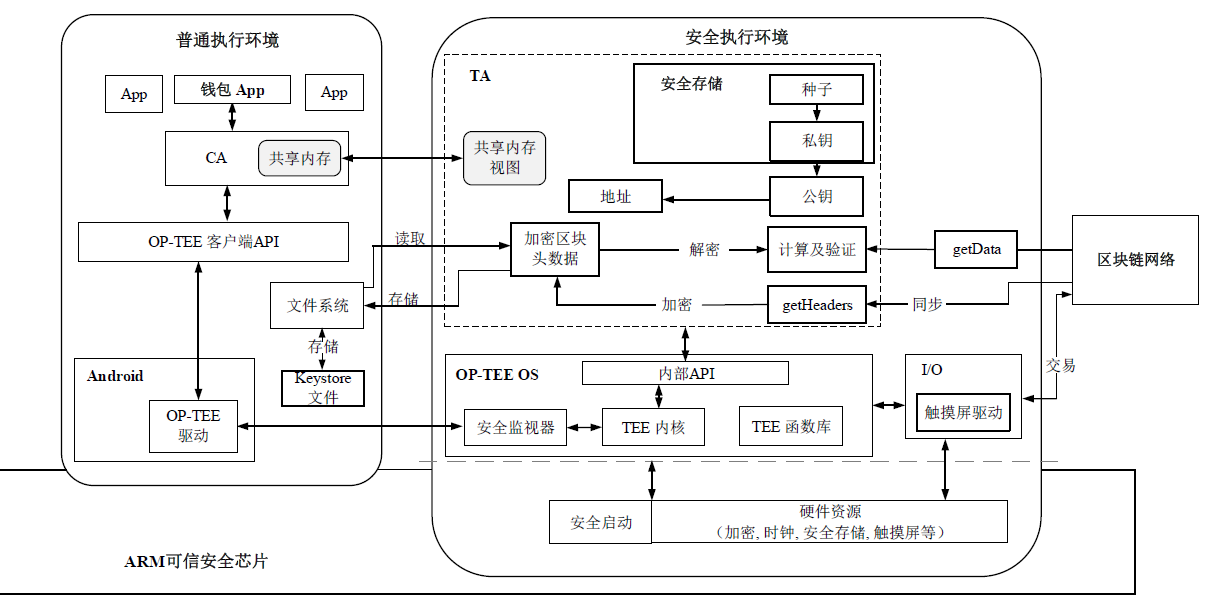 普通执行环境
App
钱包 App
App
CA
共享内存
OP-TEE 客户端API
文件系统
存储
Keystore
文件
Android
OP-TEE
驱动
读取
存储
安全执行环境
TA
安全存储
种子
私钥
公钥
地址
共享内存
视图
加密区块
头数据
解密
计算及验证
getData
加密
getHeaders
同步
区块链网络
交易
OP-TEE OS
内部API
安全监视器
TEE 内核
TEE 函数库
I/O
触摸屏驱动
安全启动
硬件资源
（加密, 时钟, 安全存储, 触摸屏等）
ARM可信安全芯片